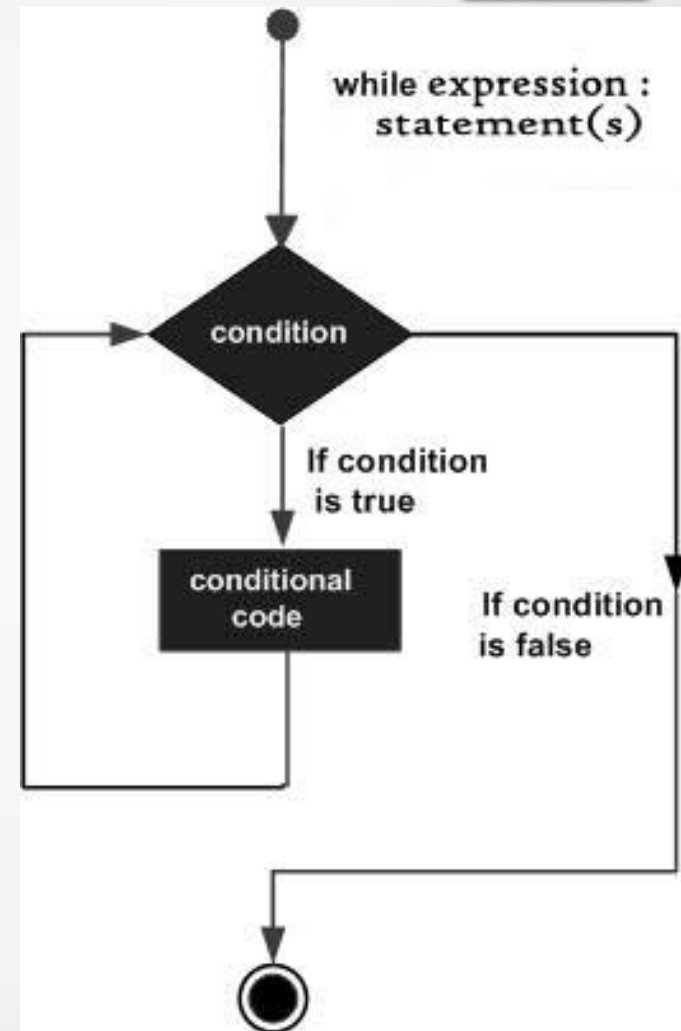 while expression :
statement(s)
condition
If condition
is true
conditional
code
If condition
is false